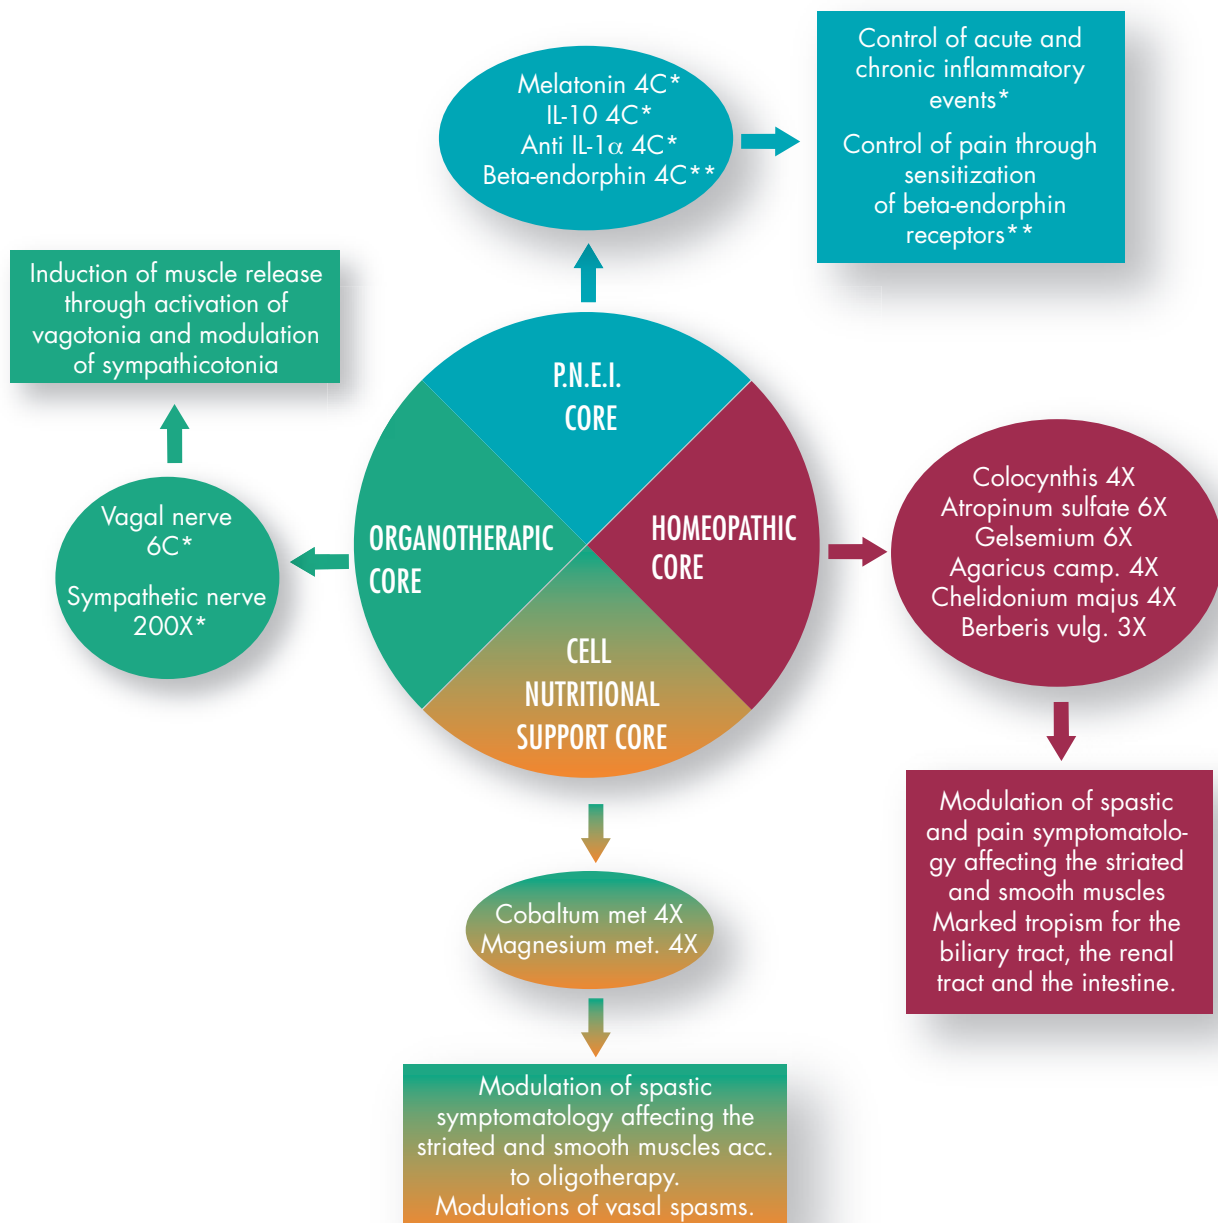 Melatonin 4C*
IL-10 4C*
Anti IL-1α 4C*
Beta-endorphin 4C**
Control of acute and
chronic inflammatory
events*
Control of pain through
sensitization
of beta-endorphin
receptors**
Induction of muscle release
through activation of
vagotonia and modulation
of sympathicotonia
P.N.E.I.
CORE
Vagal nerve
6C*
Sympathetic nerve
200X*
ORGANOTHERAPIC
CORE
HOMEOPATHIC
CORE
Colocynthis 4X
Atropinum sulfate 6X
Gelsemium 6X
Agaricus camp. 4X
Chelidonium majus 4X
Berberis vulg. 3X
CELL
NUTRITIONAL
SUPPORT CORE
Modulation of spastic
and pain symptomatolo-
gy affecting the striated
and smooth muscles
Marked tropism for the
biliary tract, the renal
tract and the intestine.
Cobaltum met 4X
Magnesium met. 4X
Modulation of spastic
symptomatology affecting the
striated and smooth muscles acc.
to oligotherapy.
Modulations of vasal spasms.